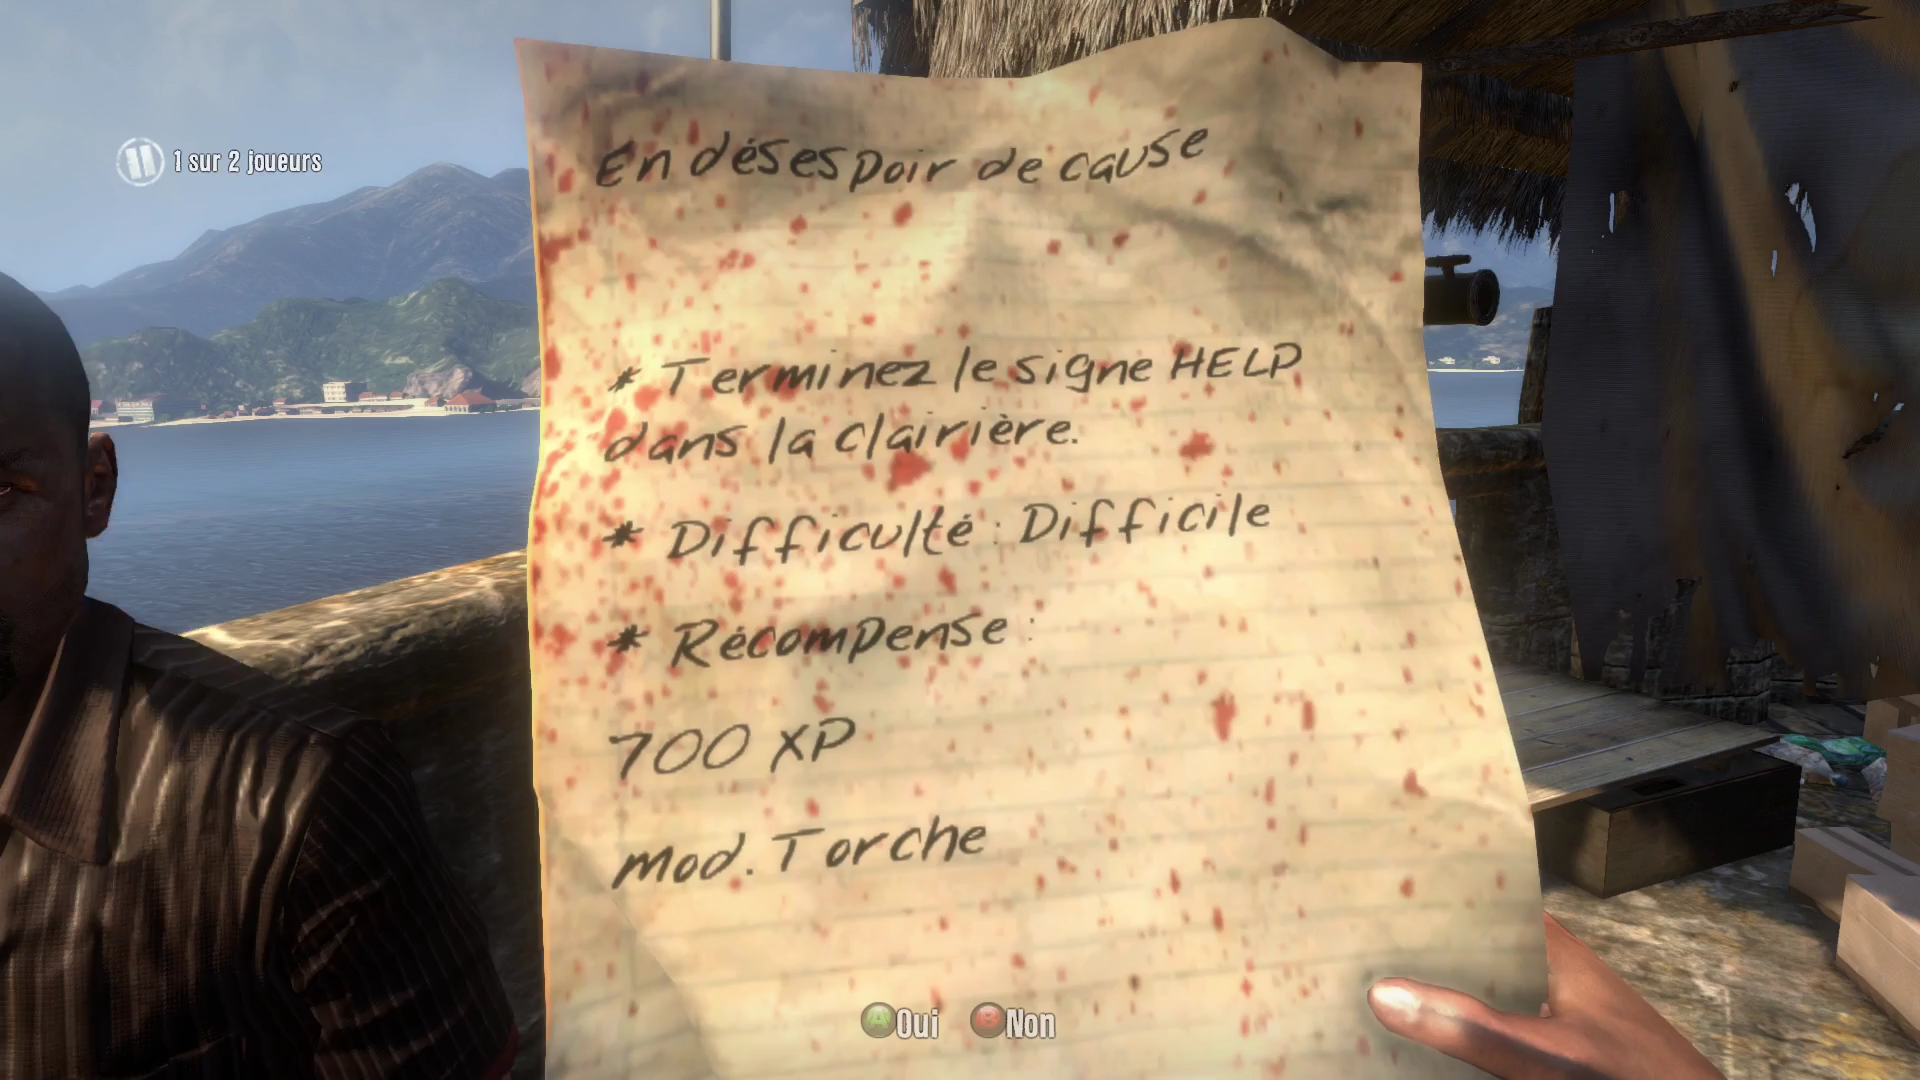 1 sur 2 joueurs
En désespoir de cause
* Terminez le signe HELP
dans la clairière.
* Difficulté : Difficile
* Récompense :
700 XP
Mod. Torche
A Oui B Non